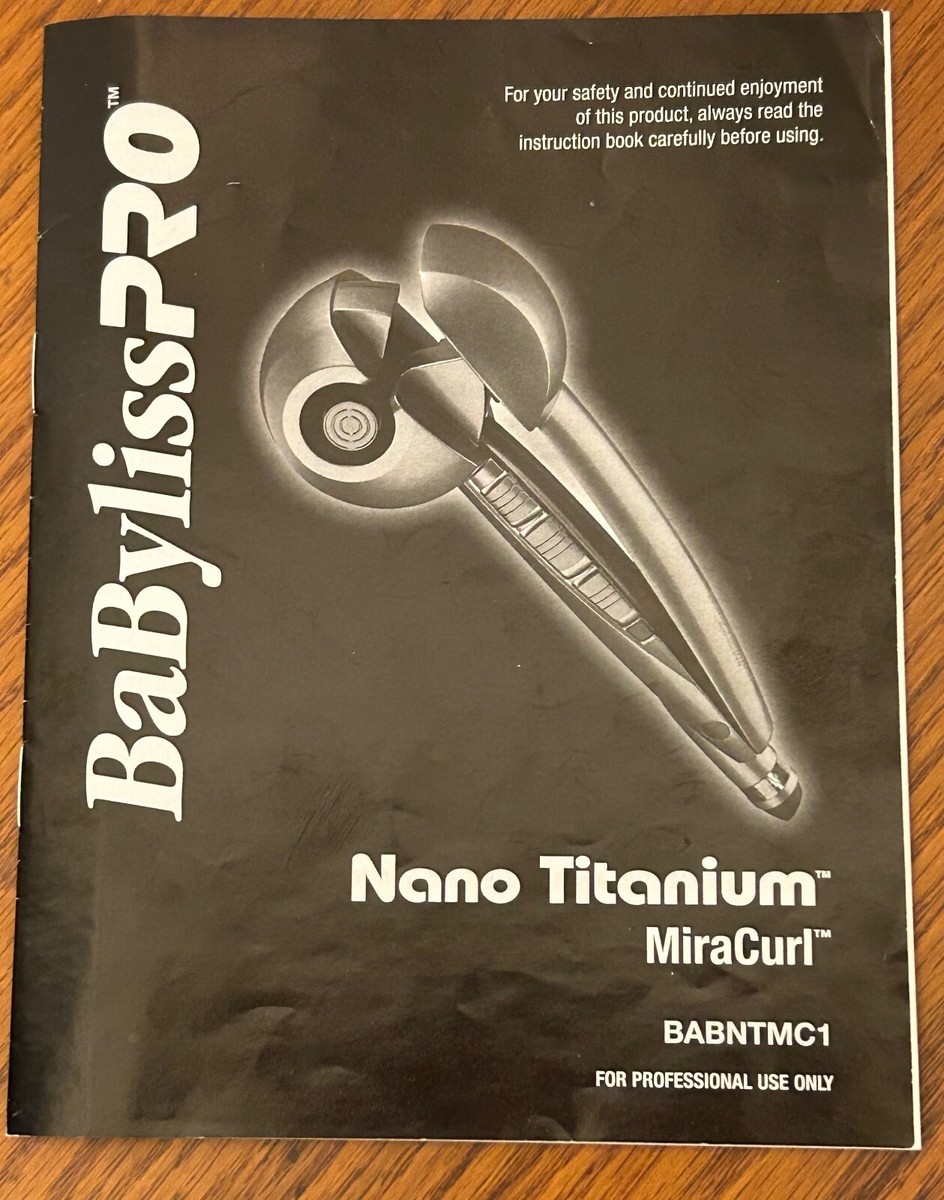 For your safety and continued enjoyment
of this product, always read the
instruction book carefully before using.
BaBylissPRO™
Nano Titanium™
MiraCurl™
BABNTMC1
FOR PROFESSIONAL USE ONLY